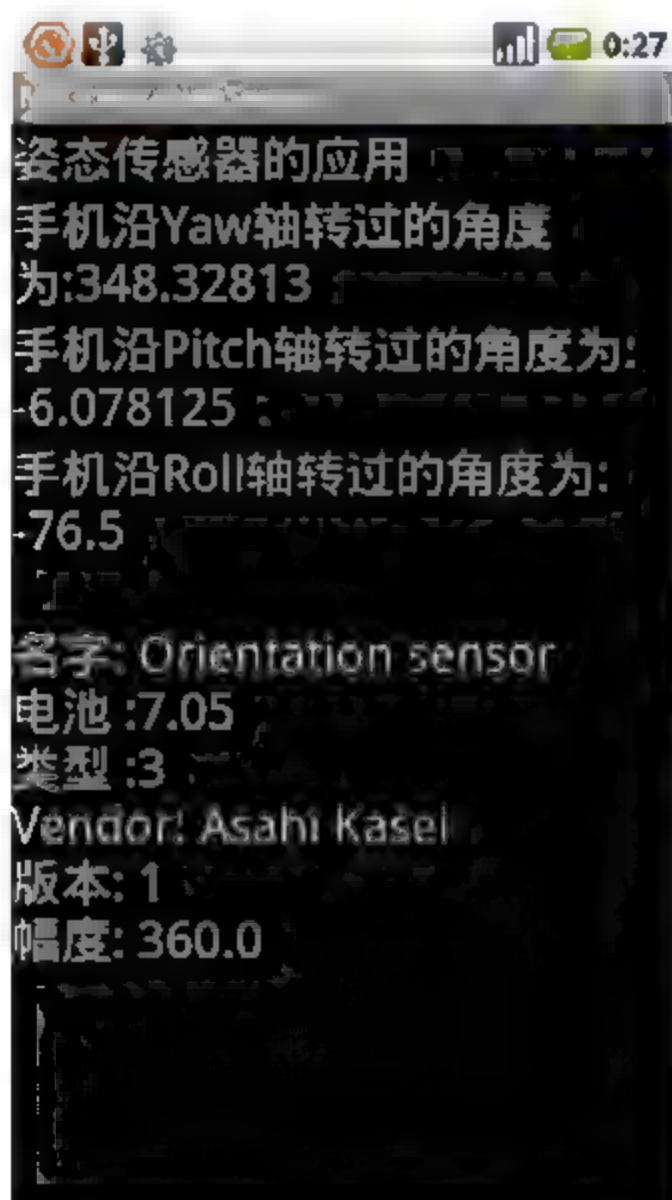 0:27
姿态传感器的应用
手机沿Yaw轴转过的角度
为:348.32813
手机沿Pitch轴转过的角度为:
-6.078125
手机沿Roll轴转过的角度为:
-76.5
名字: Orientation sensor
电池 :7.05
类型 :3
Vendor: Asahi Kasei
版本: 1
幅度: 360.0